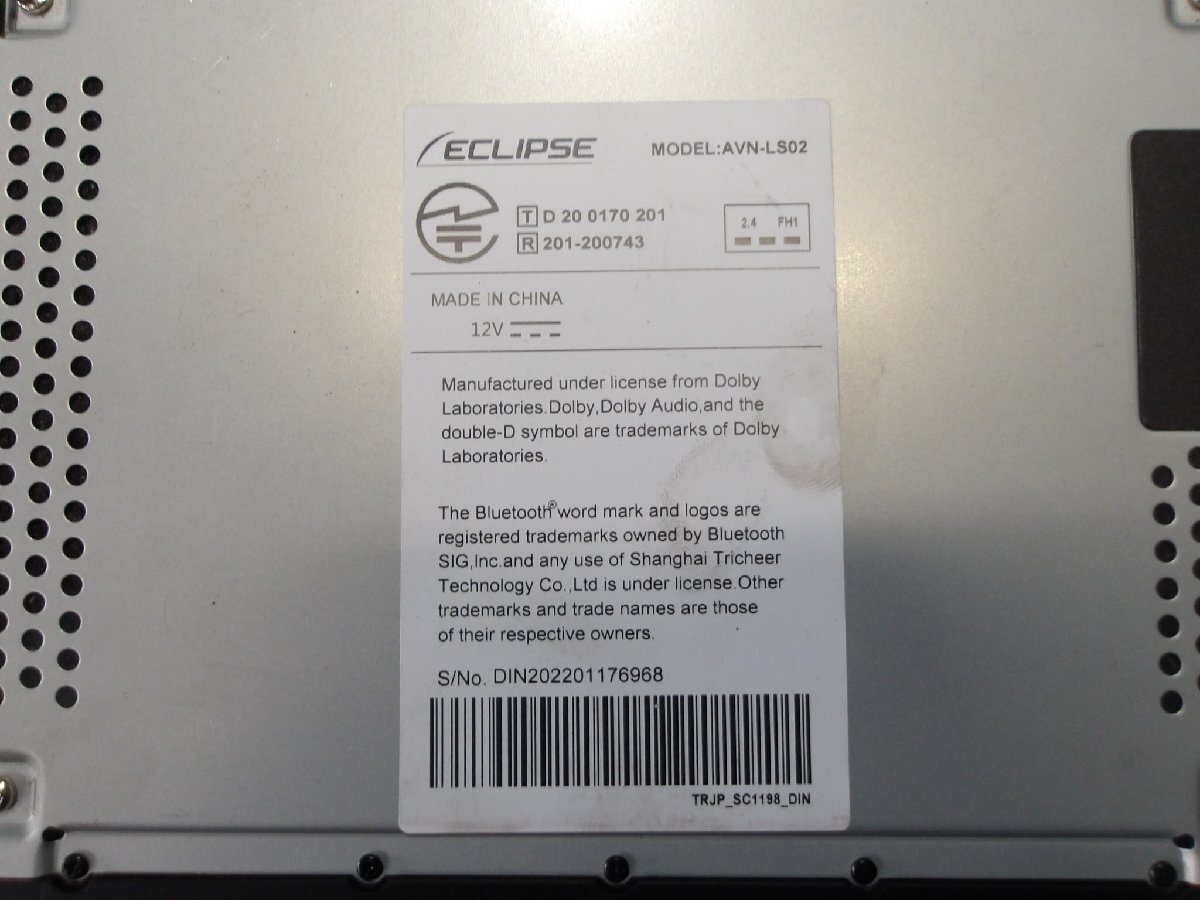 ECLIPSE MODEL:AVN-LS02
T D 20 0170 201
R 201-200743
2.4 FH1
MADE IN CHINA
12V
Manufactured under license from Dolby
Laboratories.Dolby,Dolby Audio,and the
double-D symbol are trademarks of Dolby
Laboratories.
The Bluetooth® word mark and logos are
registered trademarks owned by Bluetooth
SIG,Inc.and any use of Shanghai Tricheer
Technology Co.,Ltd is under license.Other
trademarks and trade names are those
of their respective owners.
S/No. DIN202201176968
TRJP_SC1198_DIN